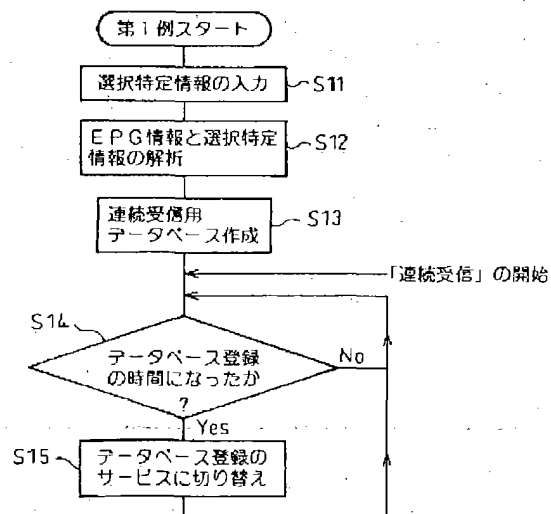 第1例スタート
選択特定情報の入力
S11
EPG情報と選択特定
情報の解析
S12
連続受信用
データベース作成
S13
「連続受信」の開始
S14
データベース登録
の時間になったか
?
No
Yes
S15
データベース登録の
サービスに切り替え